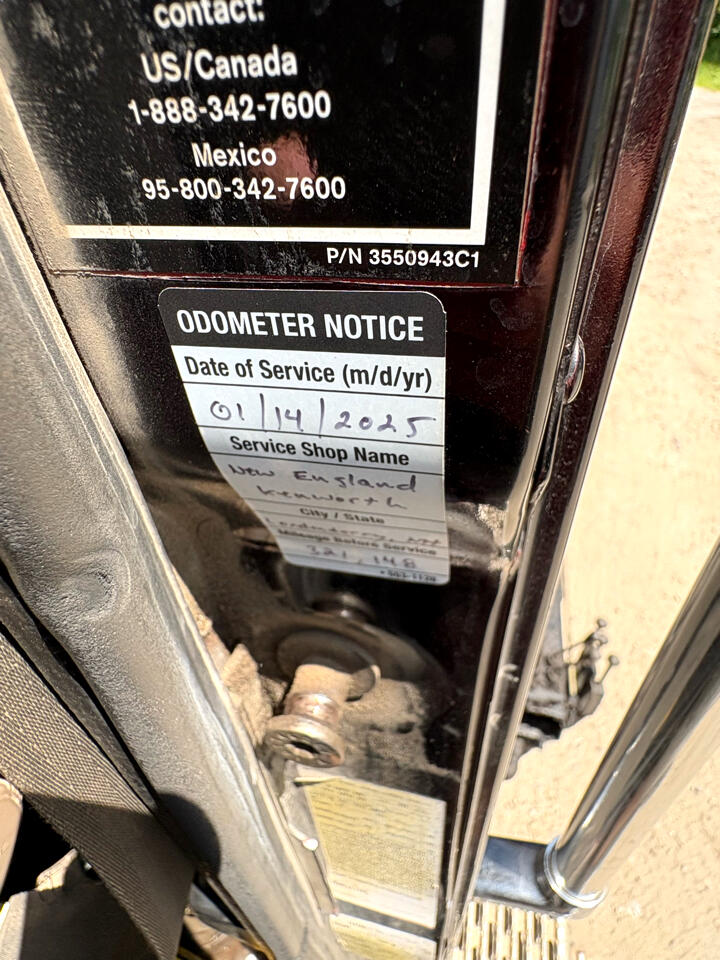 contact:
US/Canada
1-888-342-7600
Mexico
95-800-342-7600
P/N 3550943C1
ODOMETER NOTICE
Date of Service (m/d/yr)
01/14/2025
Service Shop Name
New England
Kenworth
City / State
Mileage Before Service
321,148